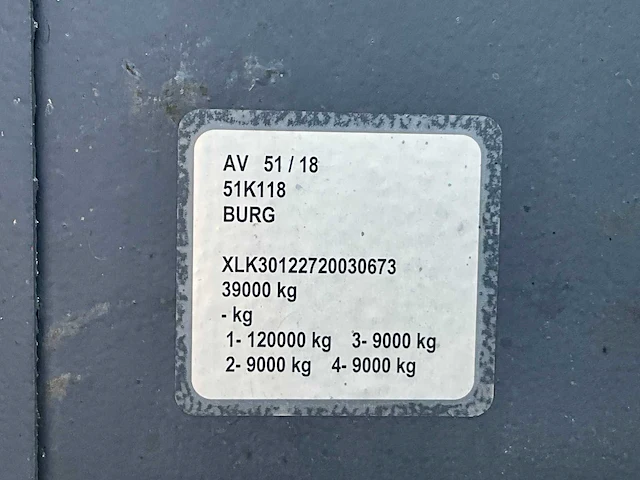 AV 51 / 18
51K118
BURG
XLK30122720030673
39000 kg
- kg
1- 120000 kg 3- 9000 kg
2- 9000 kg 4- 9000 kg